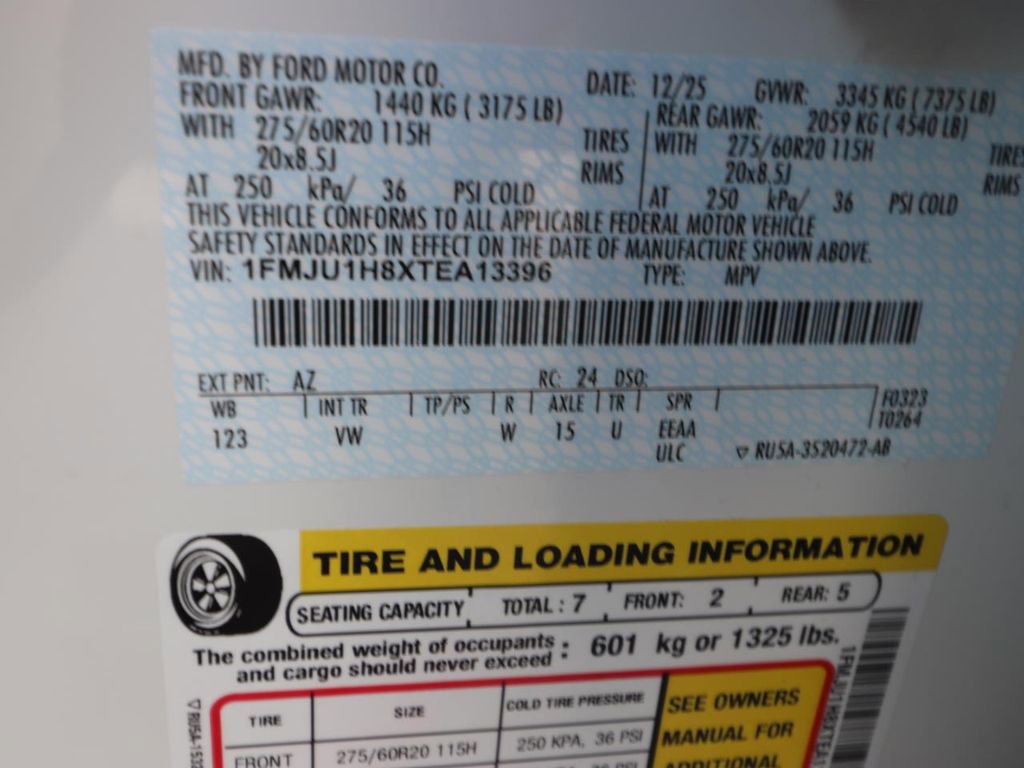 MFD. BY FORD MOTOR CO.
DATE: 12/25 GVWR: 3345 KG ( 7375 LB)
FRONT GAWR: 1440 KG ( 3175 LB)
REAR GAWR: 2059 KG ( 4540 LB)
WITH 275/60R20 115H TIRES
WITH 275/60R20 115H TIRES
20x8.5J RIMS
20x8.5J RIMS
AT 250 kPa/ 36 PSI COLD
AT 250 kPa/ 36 PSI COLD
THIS VEHICLE CONFORMS TO ALL APPLICABLE FEDERAL MOTOR VEHICLE
SAFETY STANDARDS IN EFFECT ON THE DATE OF MANUFACTURE SHOWN ABOVE.
VIN: 1FMJU1H8XTEA13396 TYPE: MPV
EXT PNT: AZ RC: 24 DSO:
WB INT TR TP/PS R AXLE TR SPR F0323
T0264
123 VW W 15 U EEAA
ULC ▽ RU5A-3520472-AB
TIRE AND LOADING INFORMATION
SEATING CAPACITY TOTAL : 7 FRONT: 2 REAR: 5
The combined weight of occupants
and cargo should never exceed : 601 kg or 1325 lbs.
TIRE SIZE COLD TIRE PRESSURE
FRONT 275/60R20 115H 250 KPA, 36 PSI
SEE OWNERS
MANUAL FOR
ADDITIONAL
▽ RU5A-1532
1FMJU1H8XTEA1